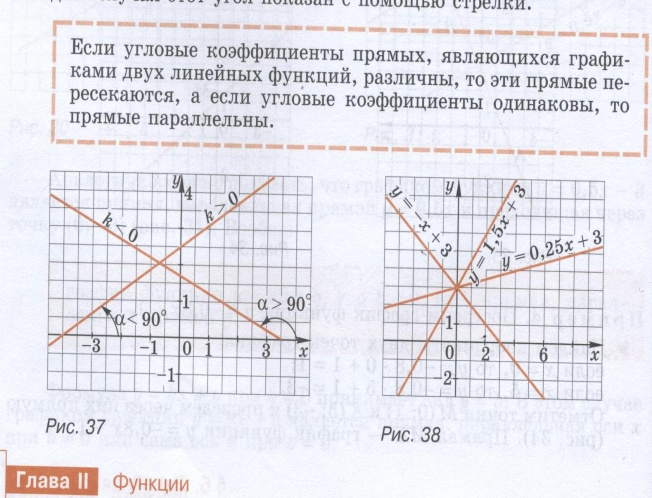 Если угловые коэффициенты прямых, являющихся графи-
ками двух линейных функций, различны, то эти прямые пе-
ресекаются, а если угловые коэффициенты одинаковы, то
прямые параллельны.
y
4
k<0
k>0
1
α<90°
α>90°
−3
−1
0
1
3
x
−1
Рис. 37
y
y = −x + 3
y = 1,5x + 3
y = 0,25x + 3
1
0
2
6
x
−2
Рис. 38
Глава II
Функции